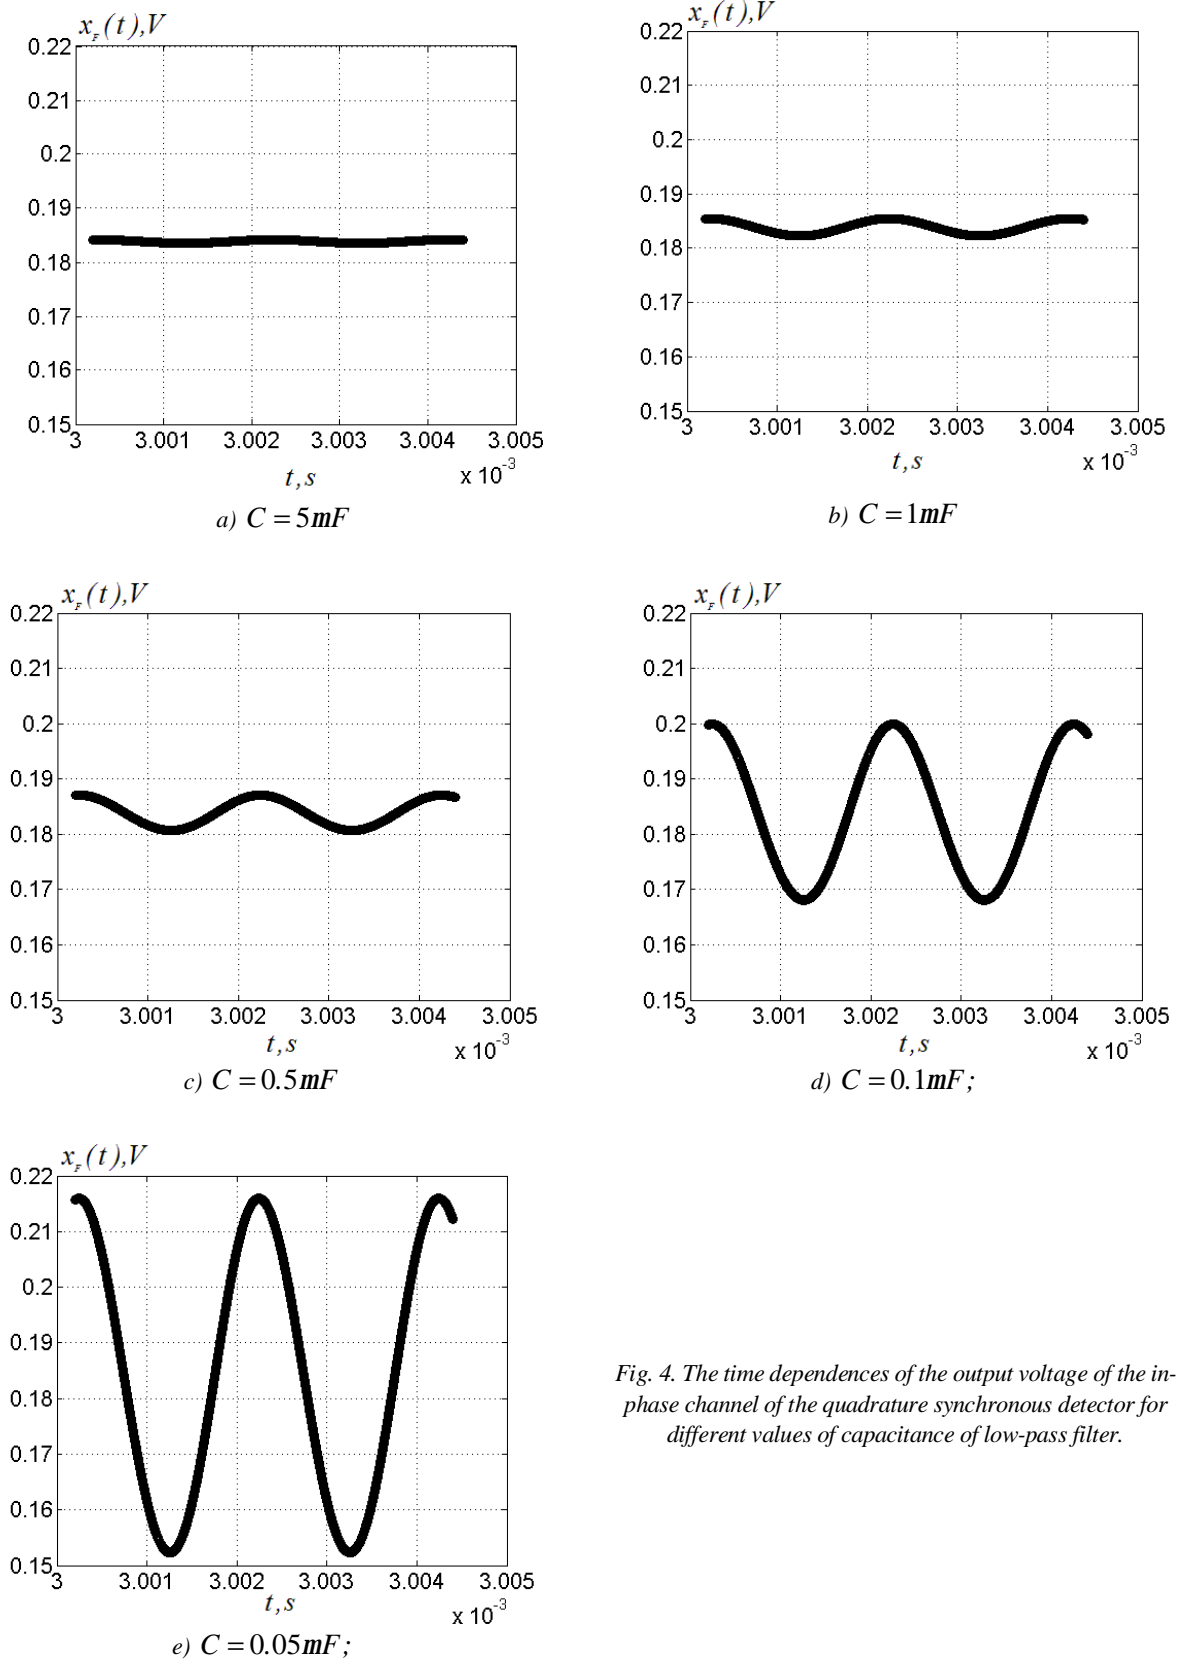 x_F(t),V
0.22
0.21
0.2
0.19
0.18
0.17
0.16
0.15
3 3.001 3.002 3.003 3.004 3.005
t,s x 10^-3
a) C = 5mF
x_F(t),V
0.22
0.21
0.2
0.19
0.18
0.17
0.16
0.15
3 3.001 3.002 3.003 3.004 3.005
t,s x 10^-3
b) C = 1mF
x_F(t),V
0.22
0.21
0.2
0.19
0.18
0.17
0.16
0.15
3 3.001 3.002 3.003 3.004 3.005
t,s x 10^-3
c) C = 0.5mF
x_F(t),V
0.22
0.21
0.2
0.19
0.18
0.17
0.16
0.15
3 3.001 3.002 3.003 3.004 3.005
t,s x 10^-3
d) C = 0.1mF;
x_F(t),V
0.22
0.21
0.2
0.19
0.18
0.17
0.16
0.15
3 3.001 3.002 3.003 3.004 3.005
t,s x 10^-3
e) C = 0.05mF;
Fig. 4. The time dependences of the output voltage of the in-
phase channel of the quadrature synchronous detector for
different values of capacitance of low-pass filter.